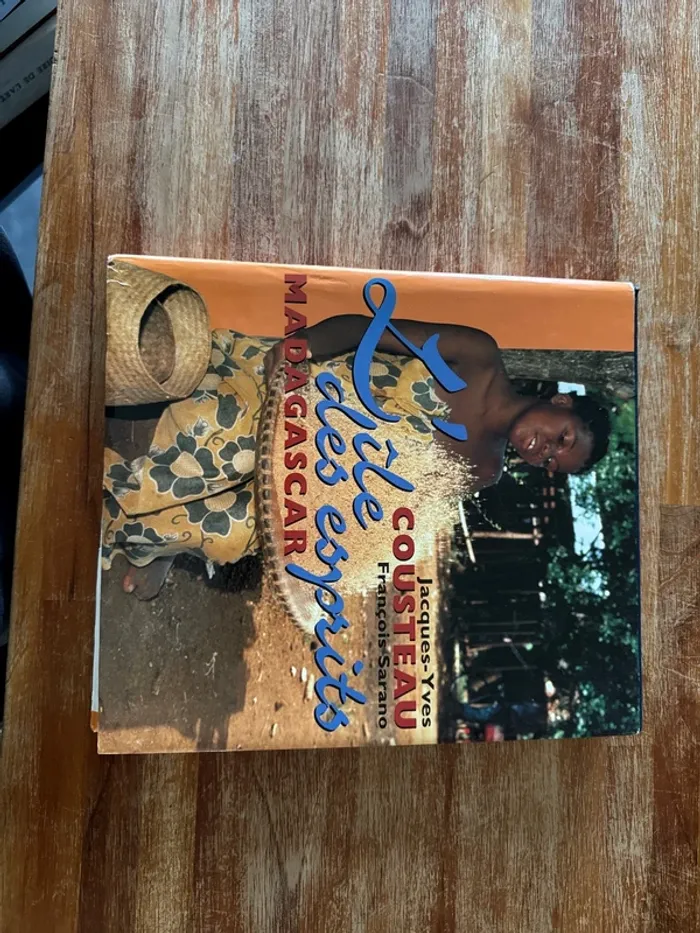 Jacques-Yves
COUSTEAU
François Sarano
L'île
des esprits
MADAGASCAR